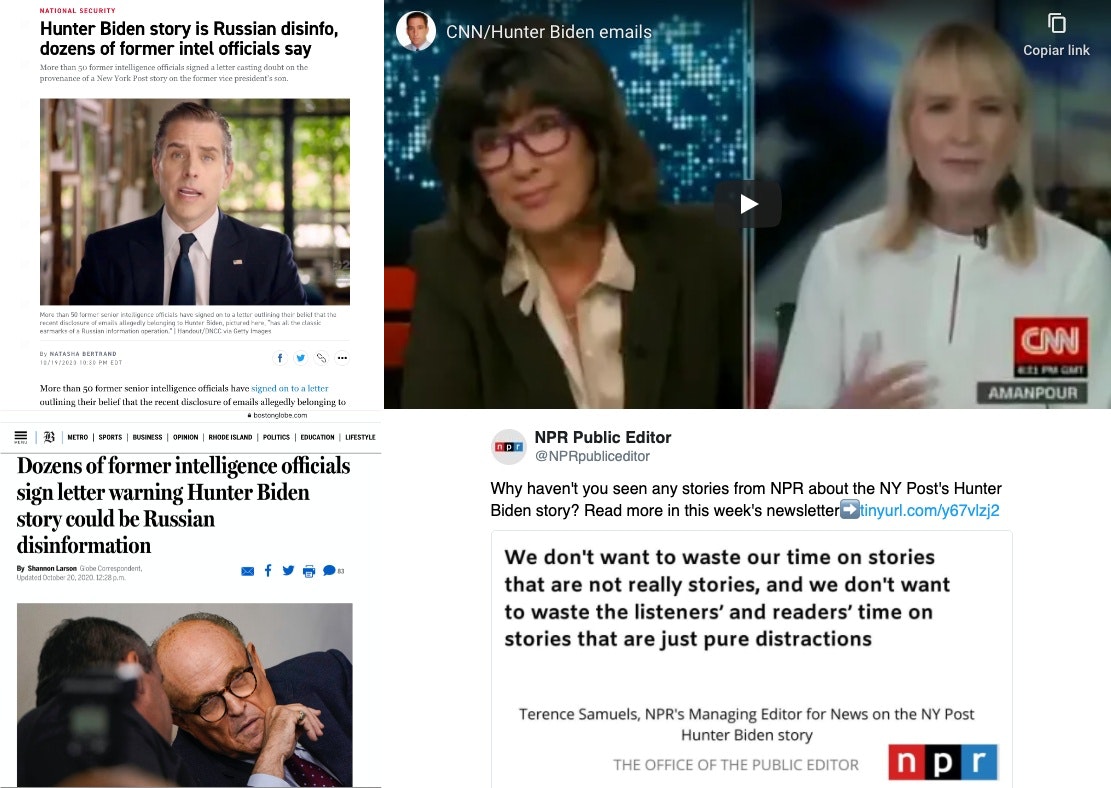 NATIONAL SECURITY
Hunter Biden story is Russian disinfo,
dozens of former intel officials say
More than 50 former intelligence officials signed a letter casting doubt on the
provenance of a New York Post story on the former vice president's son.
More than 50 former senior intelligence officials have signed on to a letter outlining their belief that the
recent disclosure of emails allegedly belonging to Hunter Biden, pictured here, "has all the classic
earmarks of a Russian information operation." | Handout/DNCC via Getty Images
By NATASHA BERTRAND
10/19/2020 10:30 PM EDT
More than 50 former senior intelligence officials have signed on to a letter
outlining their belief that the recent disclosure of emails allegedly belonging to
CNN/Hunter Biden emails
Copiar link
CNN
4:21 PM GMT
AMANPOUR
bostonglobe.com
MENU
B
METRO | SPORTS | BUSINESS | OPINION | RHODE ISLAND | POLITICS | EDUCATION | LIFESTYLE
Dozens of former intelligence officials
sign letter warning Hunter Biden
story could be Russian
disinformation
By Shannon Larson Globe Correspondent,
Updated October 20, 2020, 12:28 p.m.
83
npr
NPR Public Editor
@NPRpubliceditor
Why haven't you seen any stories from NPR about the NY Post's Hunter
Biden story? Read more in this week's newsletter➡️tinyurl.com/y67vlzj2
We don't want to waste our time on stories
that are not really stories, and we don't want
to waste the listeners' and readers' time on
stories that are just pure distractions
Terence Samuels, NPR's Managing Editor for News on the NY Post
Hunter Biden story
THE OFFICE OF THE PUBLIC EDITOR
npr